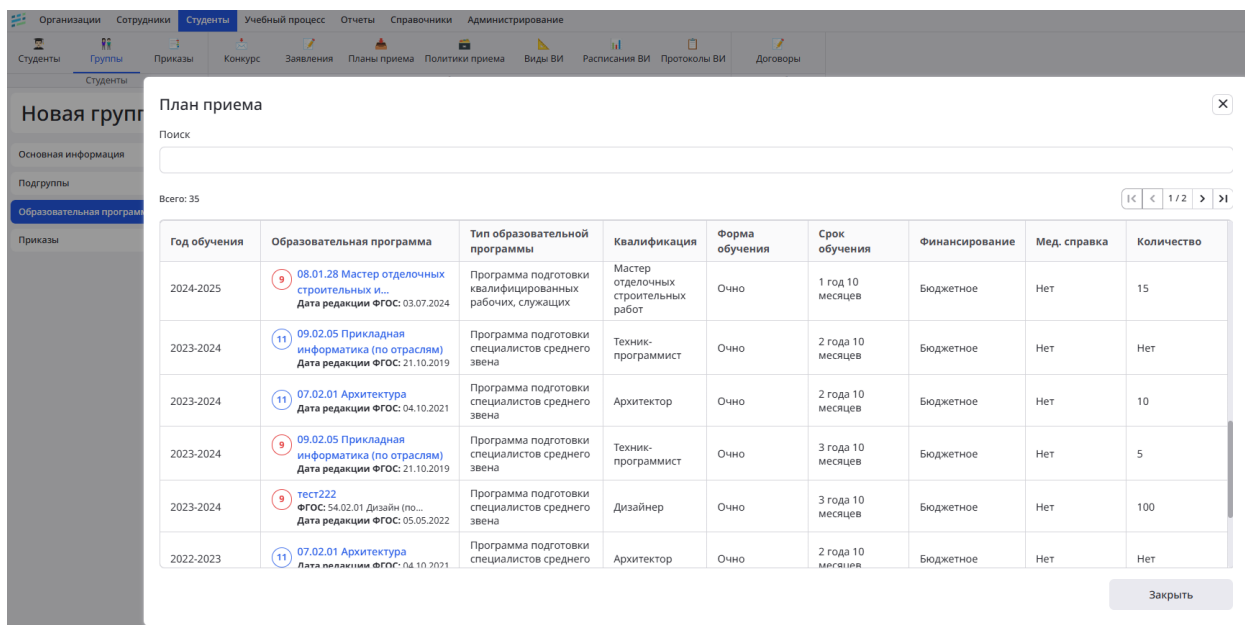 Организации Сотрудники Студенты Учебный процесс Отчеты Справочники Администрирование
Студенты Группы Приказы Конкурс Заявления Планы приема Политики приема Виды ВИ Расписания ВИ Протоколы ВИ Договоры
Студенты
Новая груп
Основная информация
Подгруппы
Образовательная програм
Приказы
План приема
Поиск
Всего: 35
1 / 2
Год обучения Образовательная программа Тип образовательной программы Квалификация Форма обучения Срок обучения Финансирование Мед. справка Количество
2024-2025
9
08.01.28 Мастер отделочных
строительных и...
Дата редакции ФГОС: 03.07.2024
Программа подготовки
квалифицированных
рабочих, служащих
Мастер
отделочных
строительных
работ
Очно
1 год 10
месяцев
Бюджетное
Нет
15
2023-2024
11
09.02.05 Прикладная
информатика (по отраслям)
Дата редакции ФГОС: 21.10.2019
Программа подготовки
специалистов среднего
звена
Техник-
программист
Очно
2 года 10
месяцев
Бюджетное
Нет
Нет
2023-2024
11
07.02.01 Архитектура
Дата редакции ФГОС: 04.10.2021
Программа подготовки
специалистов среднего
звена
Архитектор
Очно
2 года 10
месяцев
Бюджетное
Нет
10
2023-2024
9
09.02.05 Прикладная
информатика (по отраслям)
Дата редакции ФГОС: 21.10.2019
Программа подготовки
специалистов среднего
звена
Техник-
программист
Очно
3 года 10
месяцев
Бюджетное
Нет
5
2023-2024
9
тест222
ФГОС: 54.02.01 Дизайн (по...
Дата редакции ФГОС: 05.05.2022
Программа подготовки
специалистов среднего
звена
Дизайнер
Очно
3 года 10
месяцев
Бюджетное
Нет
100
2022-2023
11
07.02.01 Архитектура
Дата редакции ФГОС: 04.10.2021
Программа подготовки
специалистов среднего
Архитектор
Очно
2 года 10
месяцев
Бюджетное
Нет
Нет
Закрыть